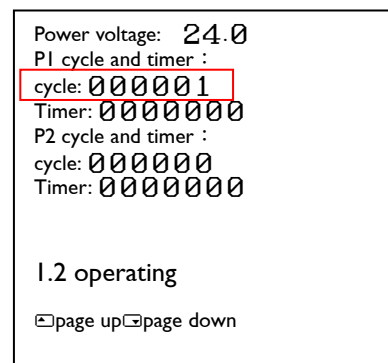 Power voltage: 24.0
P1 cycle and timer：
cycle: 000001
Timer: 0000000
P2 cycle and timer：
cycle: 000000
Timer: 0000000
1.2 operating
page up page down